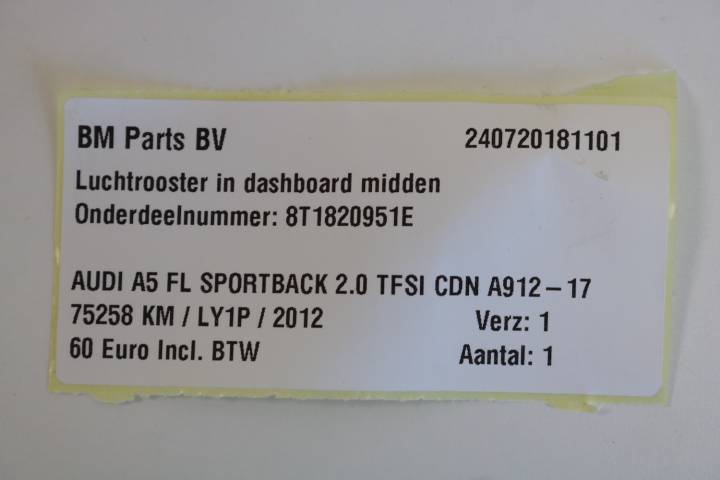 BM Parts BV 240720181101
Luchtrooster in dashboard midden
Onderdeelnummer: 8T1820951E
AUDI A5 FL SPORTBACK 2.0 TFSI CDN A912-17
75258 KM / LY1P / 2012 Verz: 1
60 Euro Incl. BTW Aantal: 1